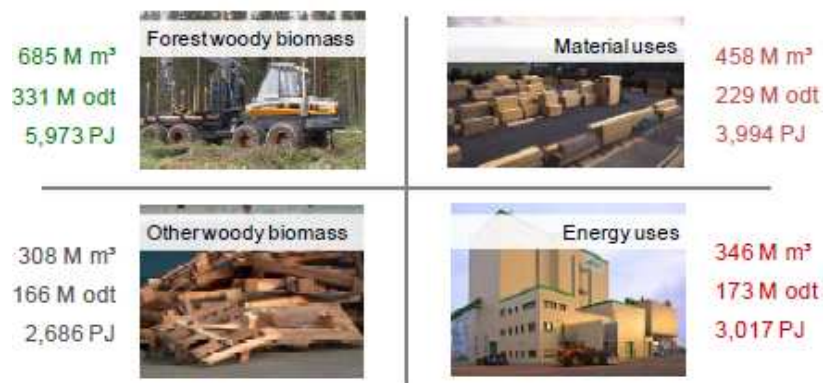 Forest woody biomass
685 M m³
331 M odt
5,973 PJ
Material uses
458 M m³
229 M odt
3,994 PJ
Other woody biomass
308 M m³
166 M odt
2,686 PJ
Energy uses
346 M m³
173 M odt
3,017 PJ